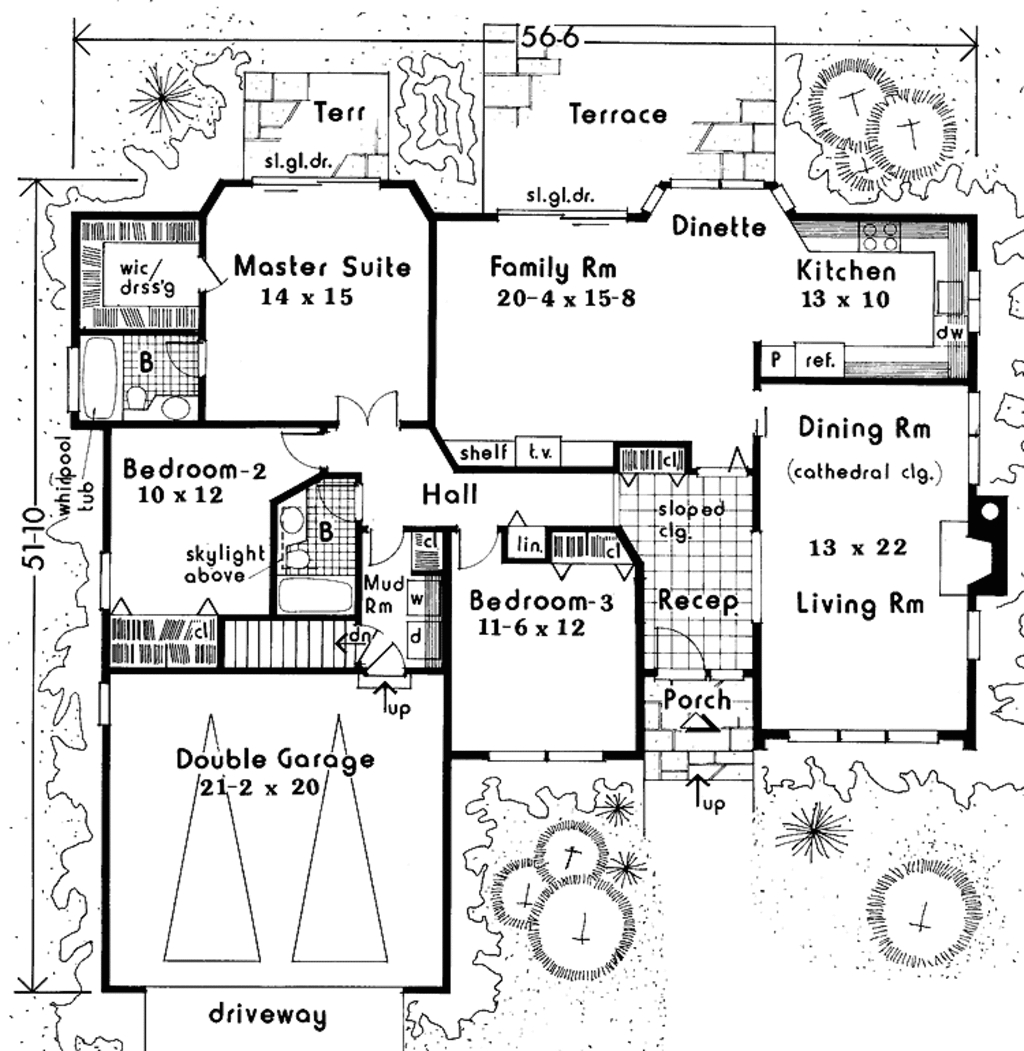 56-6
Terr
Terrace
sl.gl.dr.
sl.gl.dr.
Dinette
wic/
drss'g
Master Suite
14 x 15
Family Rm
20-4 x 15-8
Kitchen
13 x 10
dw
B
P
ref.
whirlpool
tub
Bedroom-2
10 x 12
shelf
t.v.
cl
Dining Rm
(cathedral clg.)
Hall
sloped
clg.
51-10
B
skylight
above
cl
lin.
cl
13 x 22
Mud
Rm
w
Bedroom-3
11-6 x 12
Recep.
Living Rm
cl
dn
d
up
Porch
Double Garage
21-2 x 20
up
driveway